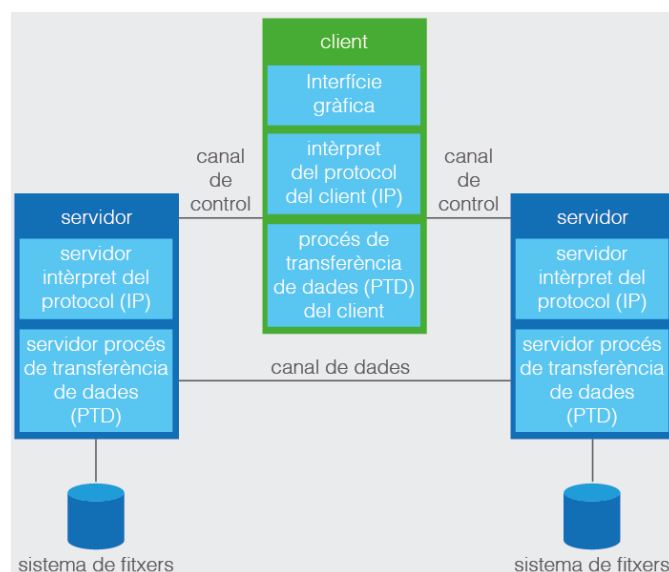 client
Interfície
gràfica
intèrpret
del protocol
del client (IP)
procés de
transferència
de dades (PTD)
del client
canal
de
control
canal
de
control
servidor
servidor
intèrpret del
protocol (IP)
servidor procés
de transferència
de dades
(PTD)
servidor
servidor
intèrpret del
protocol (IP)
servidor procés
de transferència
de dades
(PTD)
canal de dades
sistema de fitxers
sistema de fitxers